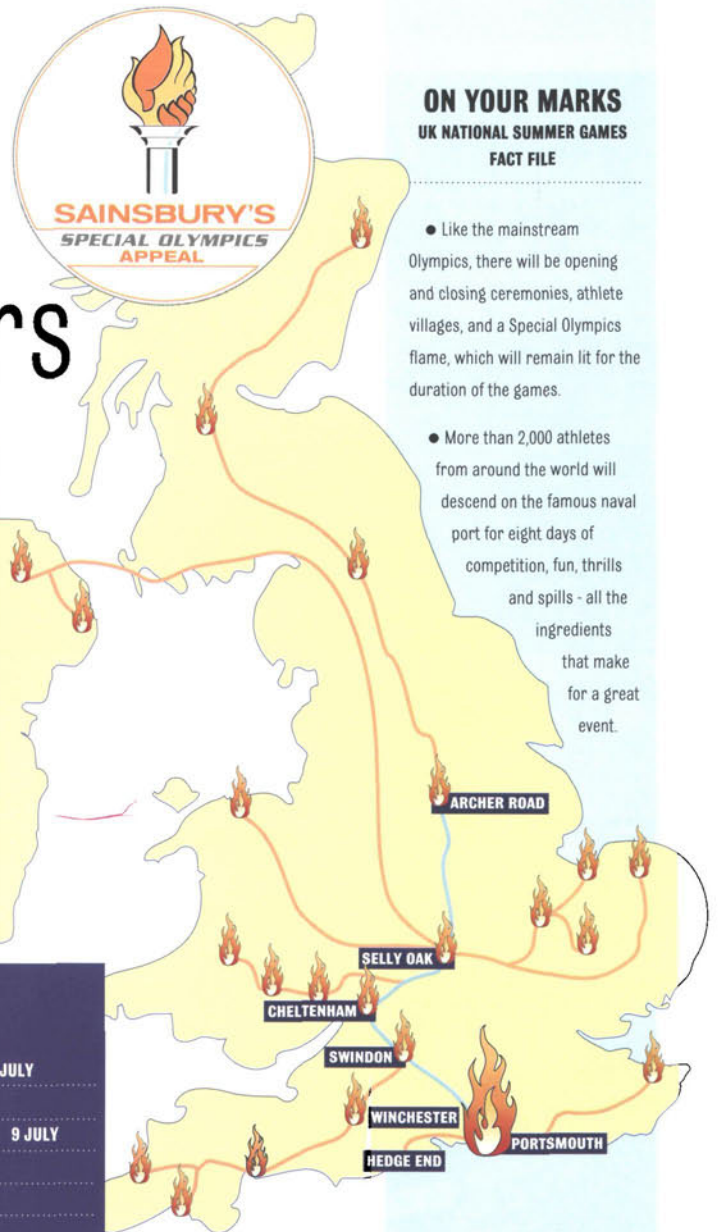 SAINSBURY'S
SPECIAL OLYMPICS
APPEAL
rs
ON YOUR MARKS
UK NATIONAL SUMMER GAMES
FACT FILE
● Like the mainstream
Olympics, there will be opening
and closing ceremonies, athlete
villages, and a Special Olympics
flame, which will remain lit for the
duration of the games.
● More than 2,000 athletes
from around the world will
descend on the famous naval
port for eight days of
competition, fun, thrills
and spills - all the
ingredients
that make
for a great
event.
ARCHER ROAD
SELLY OAK
CHELTENHAM
SWINDON
WINCHESTER
PORTSMOUTH
HEDGE END
JULY
9 JULY